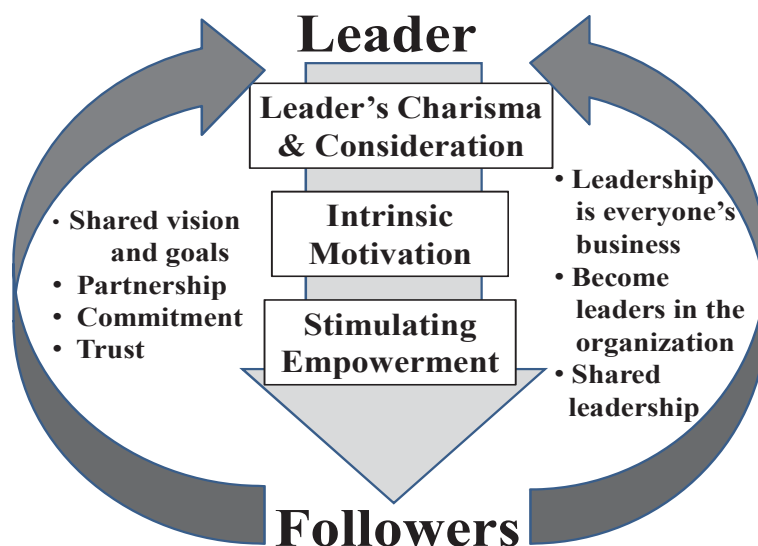 Leader
Leader's Charisma
& Consideration
Intrinsic
Motivation
Stimulating
Empowerment
• Shared vision
and goals
• Partnership
• Commitment
• Trust
• Leadership
is everyone's
business
• Become
leaders in the
organization
• Shared
leadership
Followers